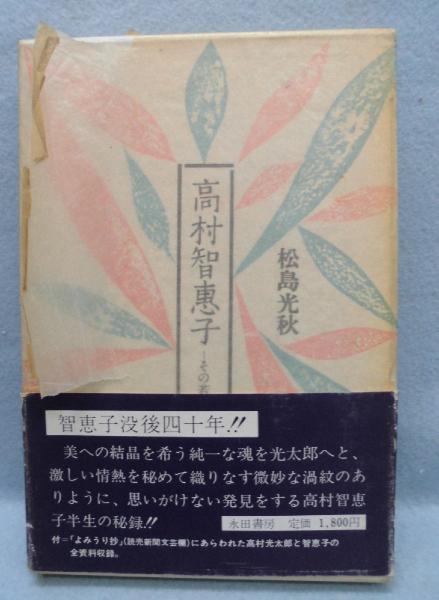 高村智惠子
―その若
松島光秋
智恵子没後四十年!!
美への結晶を希う純一な魂を光太郎へと、
激しい情熱を秘めて織りなす微妙な渦紋のあ
りように、思いがけない発見をする高村智恵
子半生の秘録!!
永田書房 定価 1,800円
付=「よみうり抄」(読売新聞文芸欄)にあらわれた高村光太郎と智恵子の
全資料収録。